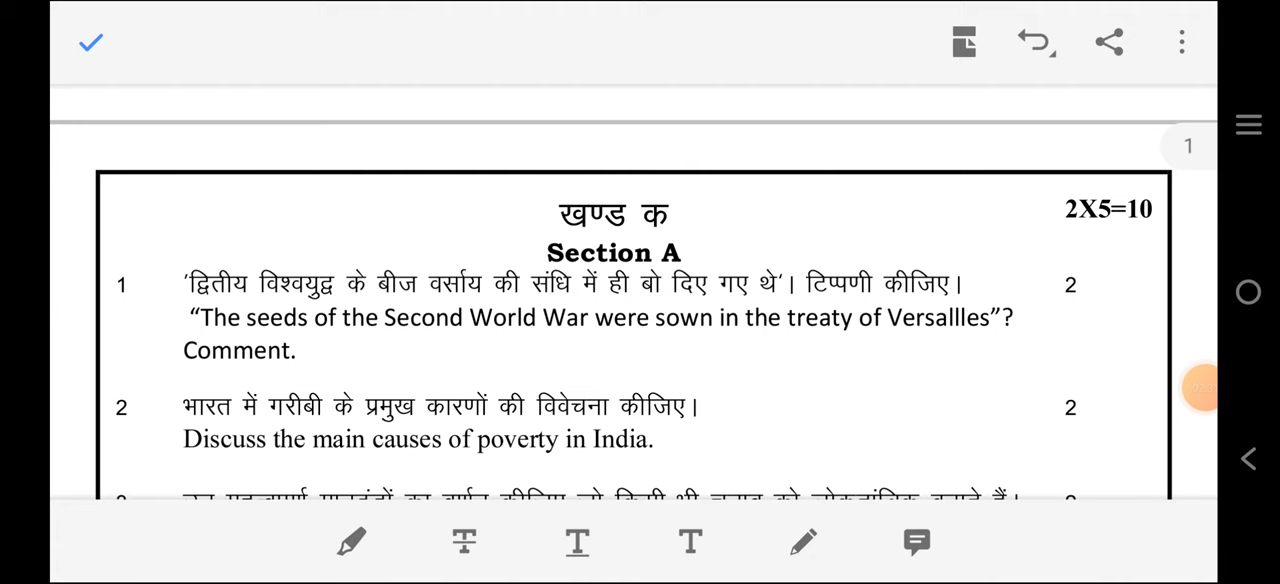 1
खण्ड क
2X5=10
Section A
1 'द्वितीय विश्वयुद्व के बीज वर्साय की संधि में ही बो दिए गए थे'। टिप्पणी कीजिए। 2
“The seeds of the Second World War were sown in the treaty of Versallles”?
Comment.
2 भारत में गरीबी के प्रमुख कारणों की विवेचना कीजिए। 2
Discuss the main causes of poverty in India.